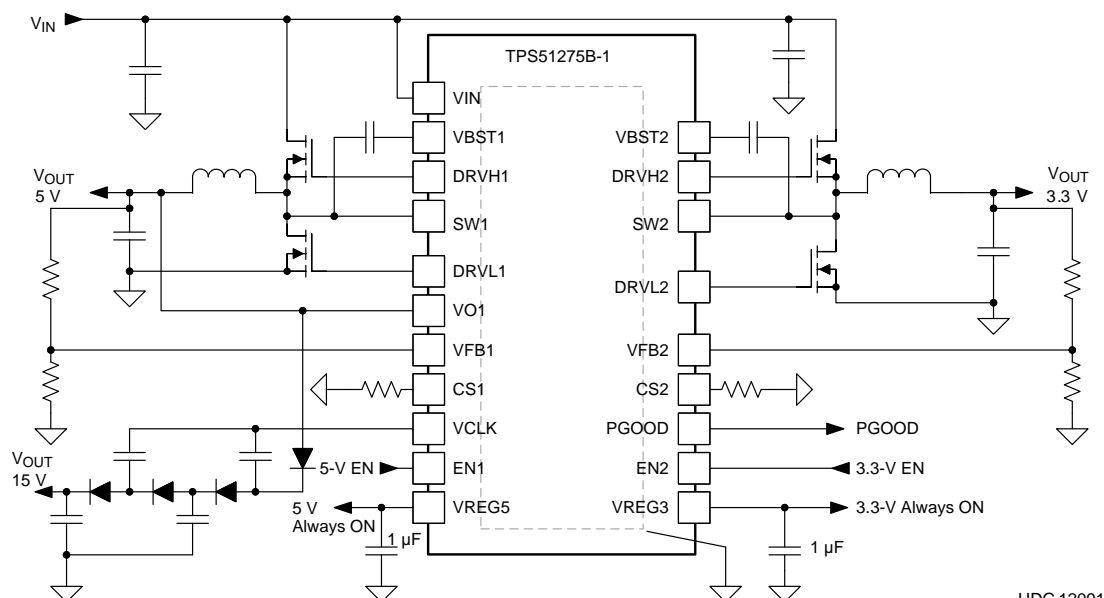 VIN
TPS51275B-1
VIN
VBST1
VBST2
DRVH1
DRVH2
VOUT
5 V
VOUT
3.3 V
SW1
SW2
DRVL1
DRVL2
VO1
VFB1
VFB2
CS1
CS2
VCLK
PGOOD
PGOOD
VOUT
15 V
5-V EN
EN1
EN2
3.3-V EN
5 V
Always ON
VREG5
VREG3
3.3-V Always ON
1 µF
1 µF